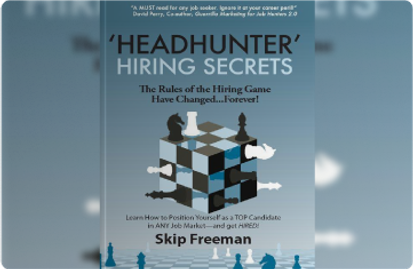 "A MUST read for any job seeker. Ignore it at your career peril!"
David Perry, Co-author, Guerrilla Marketing for Job Hunters 2.0
'HEADHUNTER'
HIRING SECRETS
The Rules of the Hiring Game
Have Changed...Forever!
Learn How to Position Yourself as a TOP Candidate
in ANY Job Market—and get HIRED!
Skip Freeman